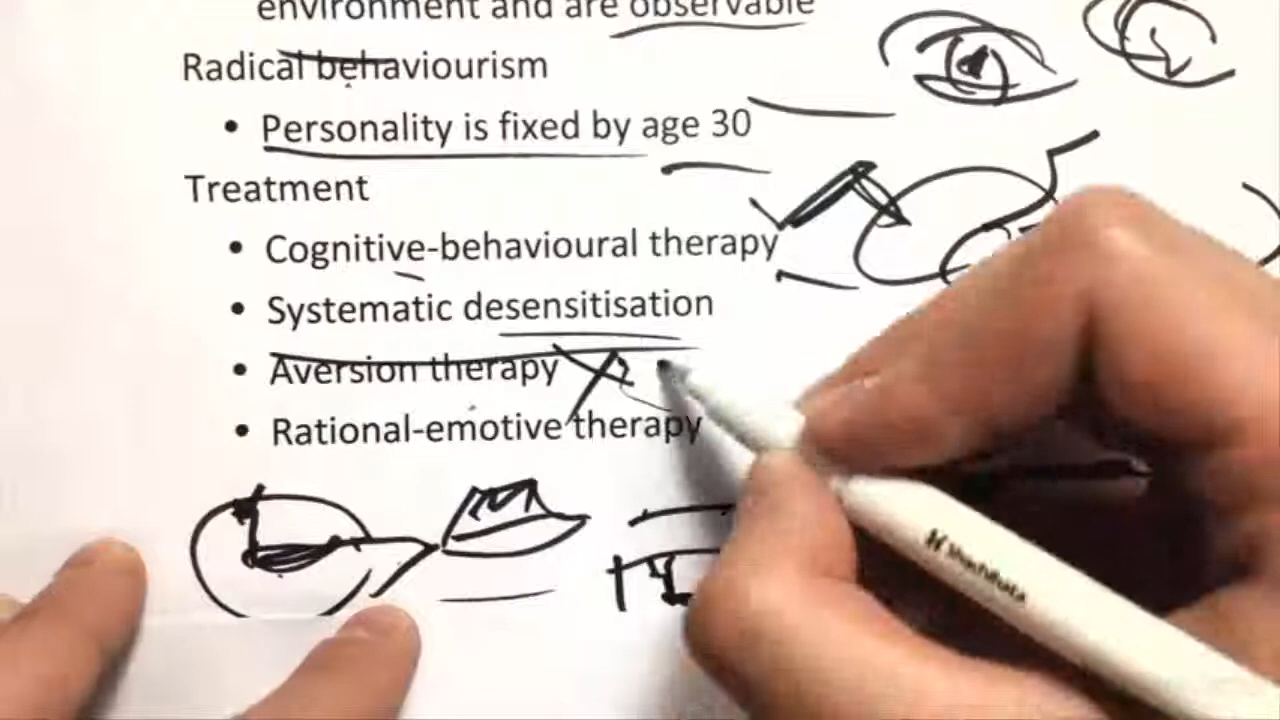 environment and are observable
Radical behaviourism
• Personality is fixed by age 30
Treatment
• Cognitive-behavioural therapy
• Systematic desensitisation
• Aversion therapy
• Rational-emotive therapy
Shachihata